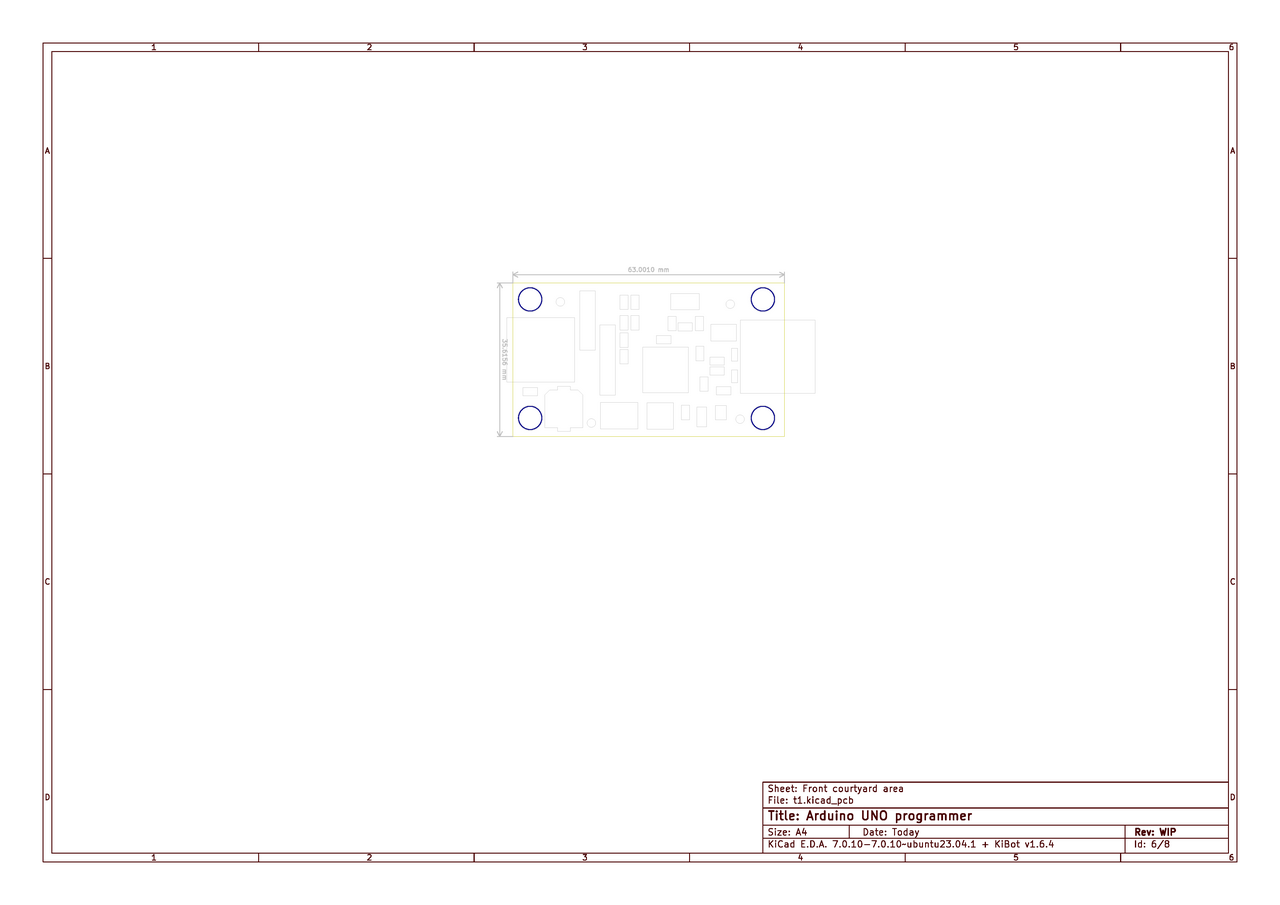 1 2 3 4 5 6
A A
63.0010 mm
B B
35.6156 mm
C C
D D
Sheet: Front courtyard area
File: t1.kicad_pcb
Title: Arduino UNO programmer
Size: A4 Date: Today Rev: WIP
KiCad E.D.A. 7.0.10-7.0.10~ubuntu23.04.1 + KiBot v1.6.4 Id: 6/8
1 2 3 4 5 6